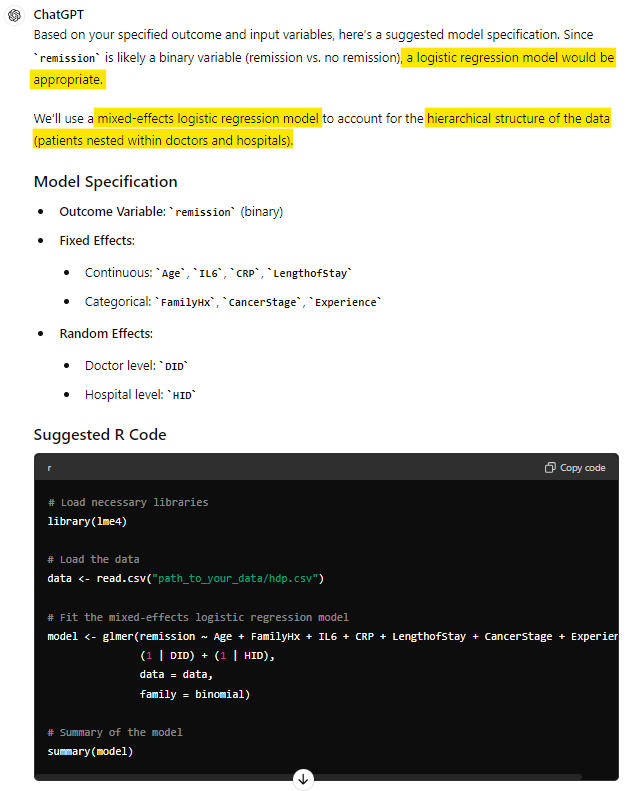 ChatGPT
Based on your specified outcome and input variables, here's a suggested model specification. Since
`remission` is likely a binary variable (remission vs. no remission), a logistic regression model would be
appropriate.
We'll use a mixed-effects logistic regression model to account for the hierarchical structure of the data
(patients nested within doctors and hospitals).
Model Specification
• Outcome Variable: `remission` (binary)
• Fixed Effects:
• Continuous: `Age`, `IL6`, `CRP`, `LengthofStay`
• Categorical: `FamilyHx`, `CancerStage`, `Experience`
• Random Effects:
• Doctor level: `DID`
• Hospital level: `HID`
Suggested R Code
r Copy code
# Load necessary libraries
library(lme4)
# Load the data
data <- read.csv("path_to_your_data/hdp.csv")
# Fit the mixed-effects logistic regression model
model <- glmer(remission ~ Age + FamilyHx + IL6 + CRP + LengthofStay + CancerStage + Experien
(1 | DID) + (1 | HID),
data = data,
family = binomial)
# Summary of the model
summary(model)